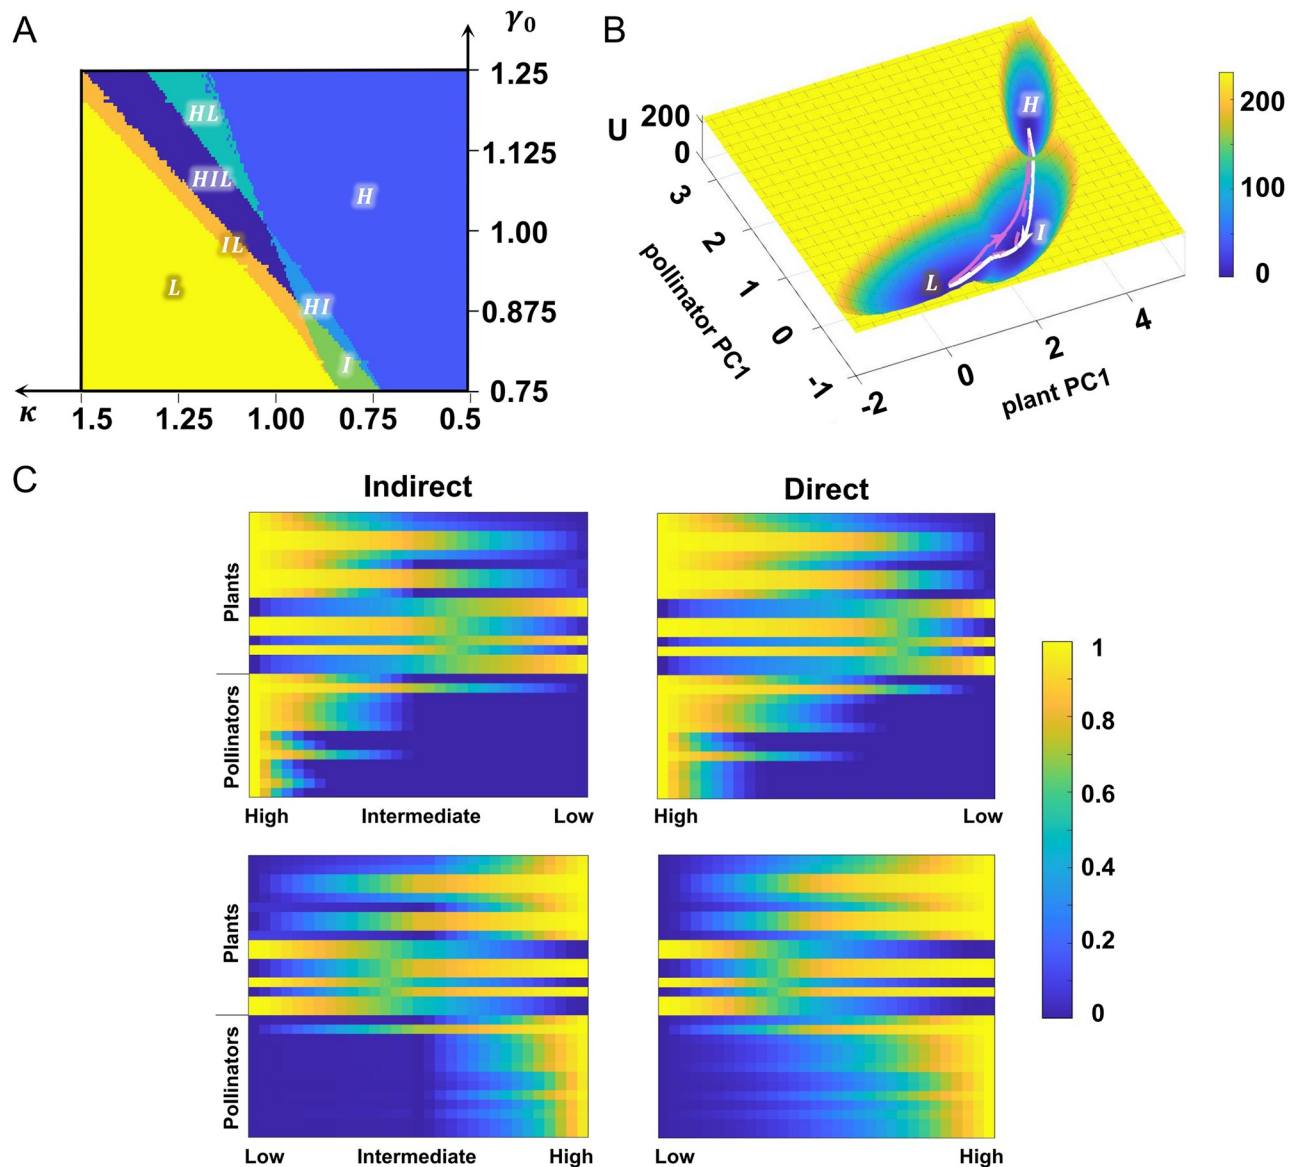 A
γ₀
1.25
1.125
1.00
0.875
0.75
HL
HIL
IL
L
H
HI
I
κ
1.5
1.25
1.00
0.75
0.5
B
U
200
0
3
2
1
0
-1
pollinator PC1
-2
0
2
4
plant PC1
H
I
L
200
100
0
C
Indirect
Direct
Plants
Pollinators
High
Intermediate
Low
High
Low
Plants
Pollinators
Low
Intermediate
High
Low
High
1
0.8
0.6
0.4
0.2
0